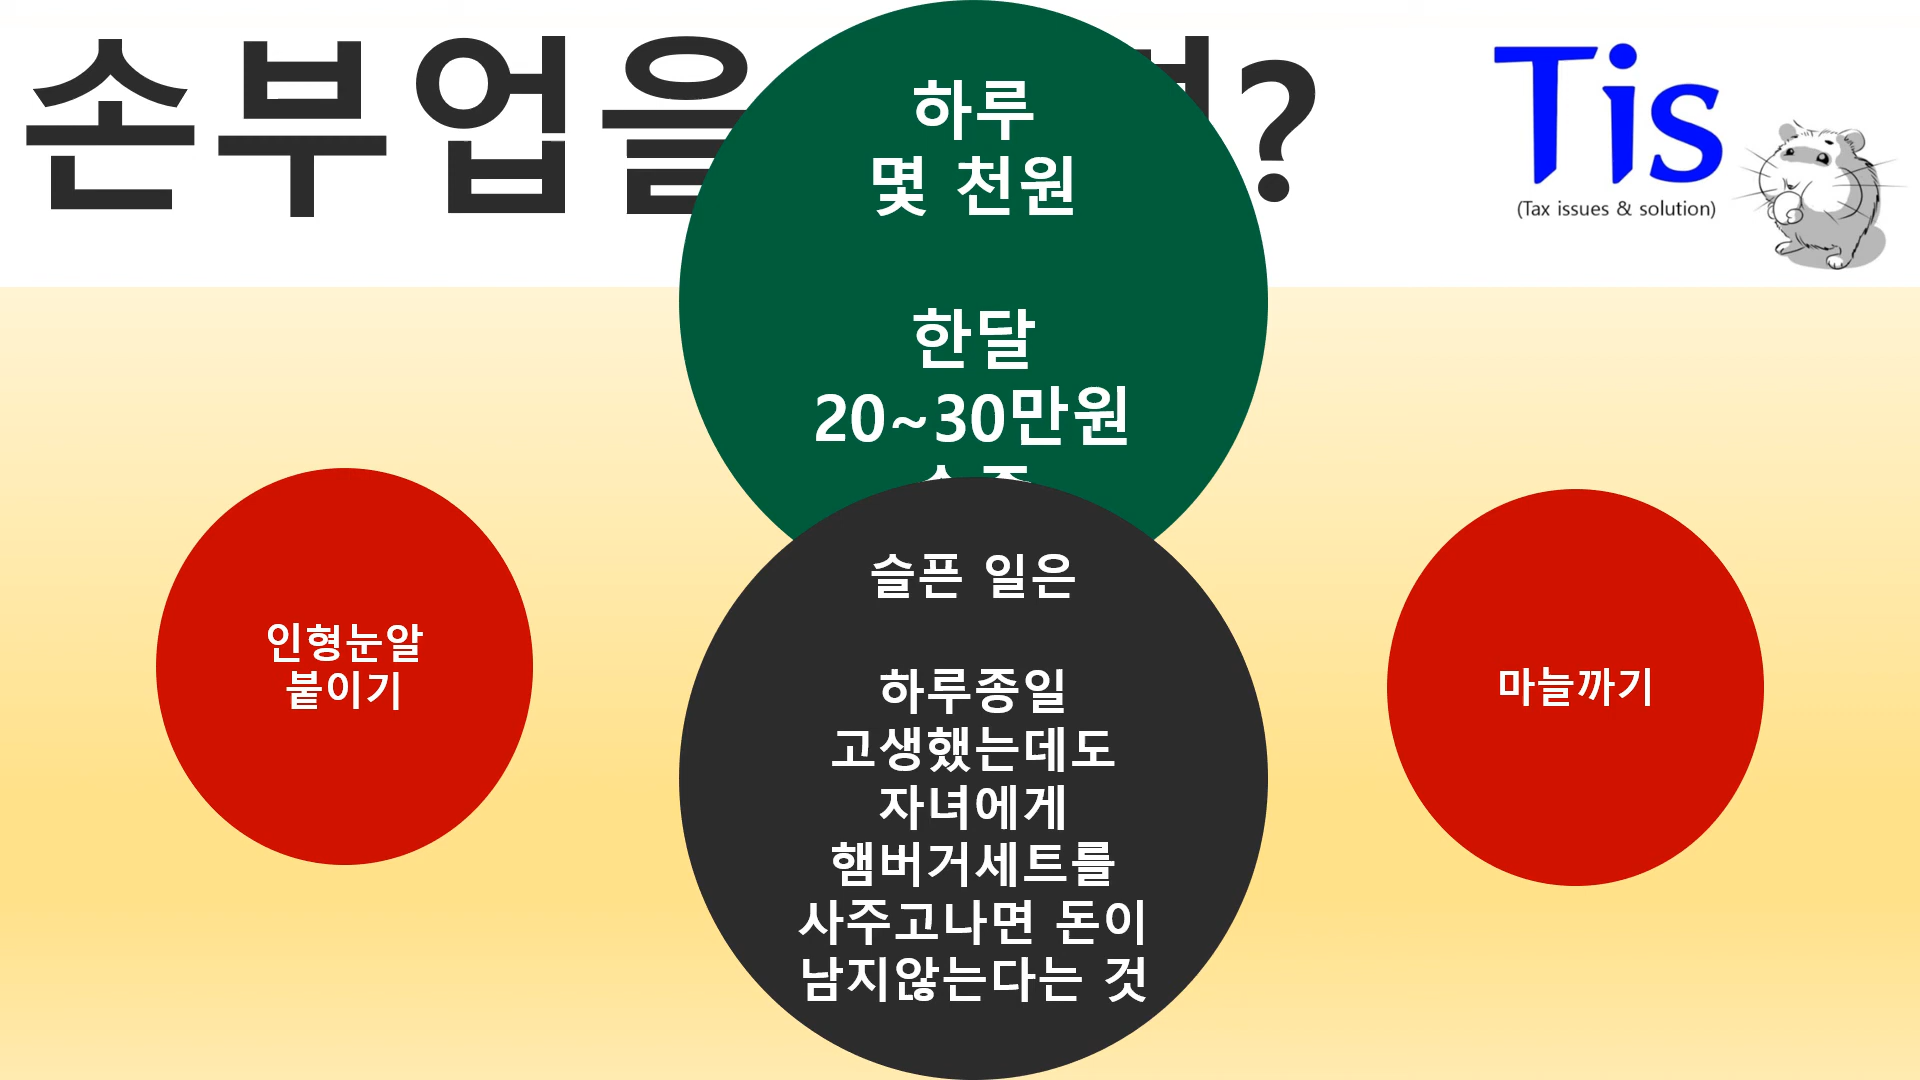 손부업을 ?
Tis
(Tax issues & solution)
하루
몇 천원
한달
20~30만원
인형눈알
붙이기
슬픈 일은
하루종일
고생했는데도
자녀에게
햄버거세트를
사주고나면 돈이
남지않는다는 것
마늘까기